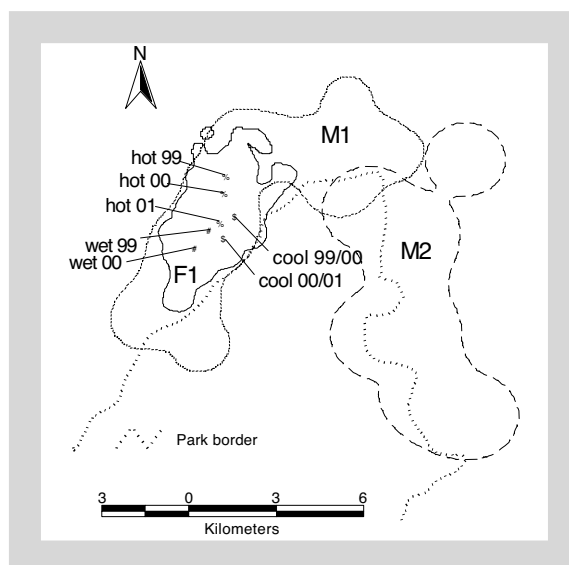 N
M1
hot 99
hot 00
hot 01
wet 99
wet 00
cool 99/00
cool 00/01
F1
M2
Park border
3 0 3 6
Kilometers